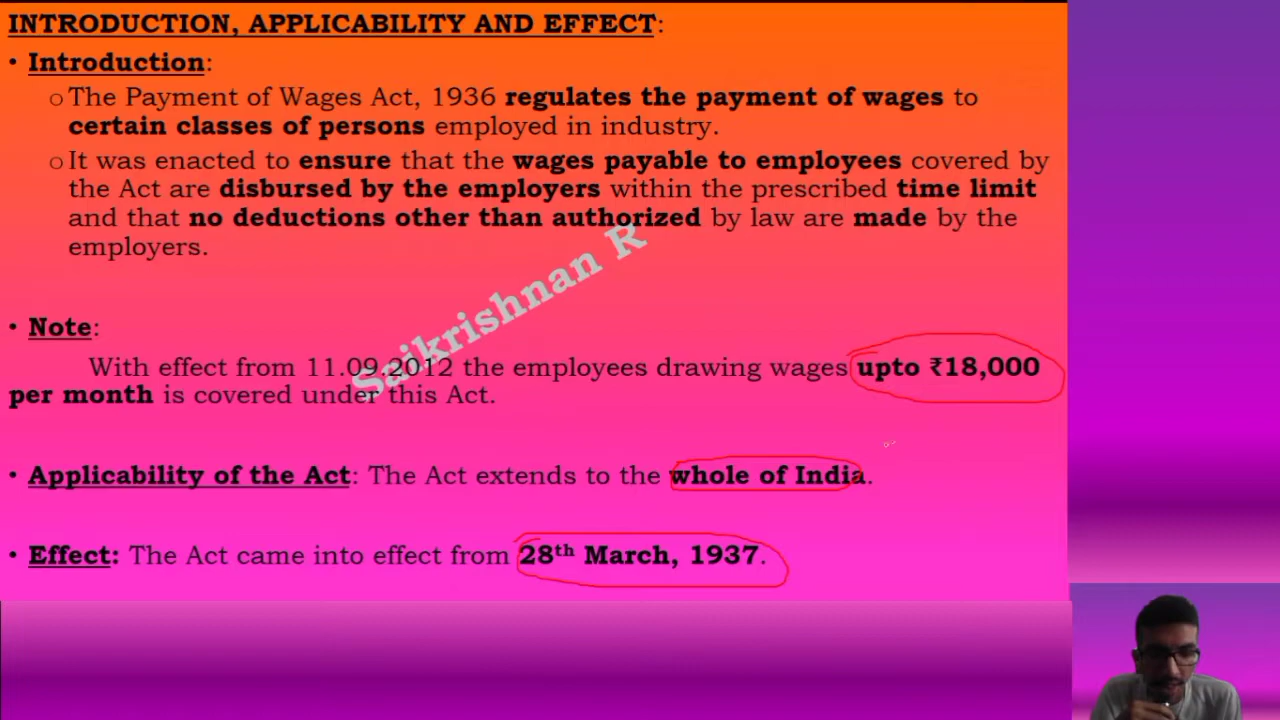 INTRODUCTION, APPLICABILITY AND EFFECT:
• Introduction:
o The Payment of Wages Act, 1936 regulates the payment of wages to
certain classes of persons employed in industry.
o It was enacted to ensure that the wages payable to employees covered by
the Act are disbursed by the employers within the prescribed time limit
and that no deductions other than authorized by law are made by the
employers.
Saikrishnan R
• Note:
With effect from 11.09.2012 the employees drawing wages upto ₹18,000
per month is covered under this Act.
• Applicability of the Act: The Act extends to the whole of India.
• Effect: The Act came into effect from 28th March, 1937.